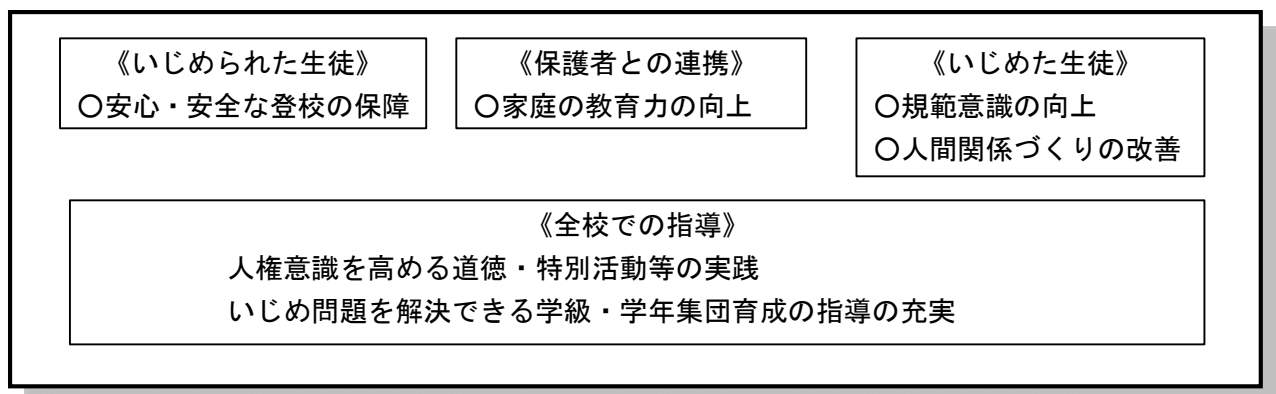 《いじめられた生徒》
〇安心・安全な登校の保障
《保護者との連携》
〇家庭の教育力の向上
《いじめた生徒》
〇規範意識の向上
〇人間関係づくりの改善
《全校での指導》
人権意識を高める道徳・特別活動等の実践
いじめ問題を解決できる学級・学年集団育成の指導の充実